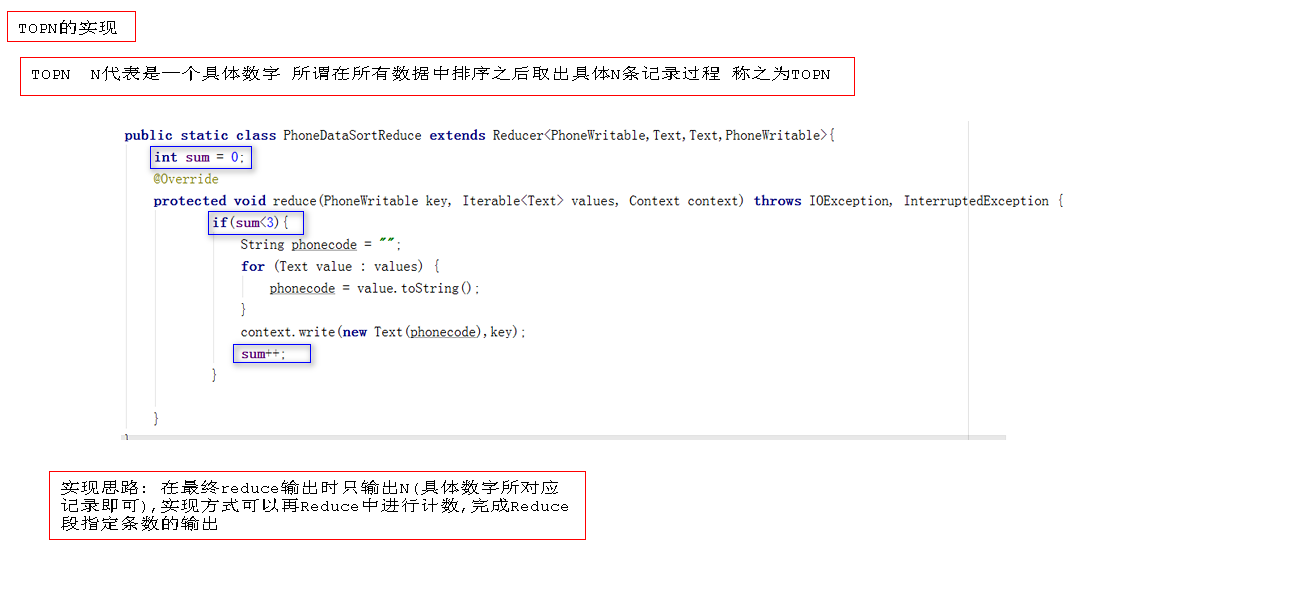 TOPN的实现
TOPN  N代表是一个具体数字 所谓在所有数据中排序之后取出具体N条记录过程 称之为TOPN
public static class PhoneDataSortReduce extends Reducer<PhoneWritable,Text,Text,PhoneWritable>{
int sum = 0;
@Override
protected void reduce(PhoneWritable key, Iterable<Text> values, Context context) throws IOException, InterruptedException {
if(sum<3){
String phonecode = "";
for (Text value : values) {
phonecode = value.toString();
}
context.write(new Text(phonecode),key);
sum++;
}
}
}
实现思路: 在最终reduce输出时只输出N(具体数字所对应
记录即可),实现方式可以再Reduce中进行计数,完成Reduce
段指定条数的输出